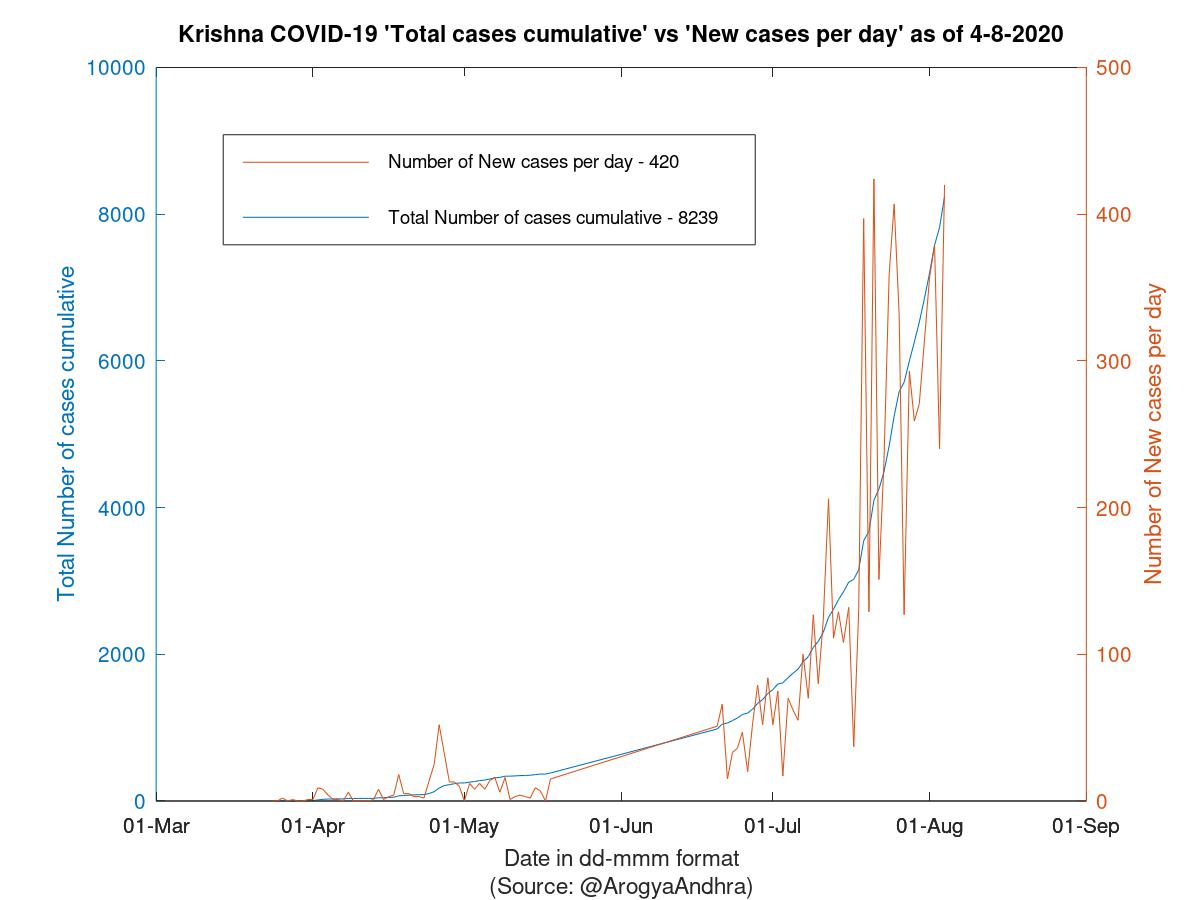 Krishna COVID-19 'Total cases cumulative' vs 'New cases per day' as of 4-8-2020
10000
8000
6000
4000
2000
0
Total Number of cases cumulative
Number of New cases per day - 420
Total Number of cases cumulative - 8239
500
400
300
200
100
0
Number of New cases per day
01-Mar 01-Apr 01-May 01-Jun 01-Jul 01-Aug 01-Sep
Date in dd-mmm format
(Source: @ArogyaAndhra)